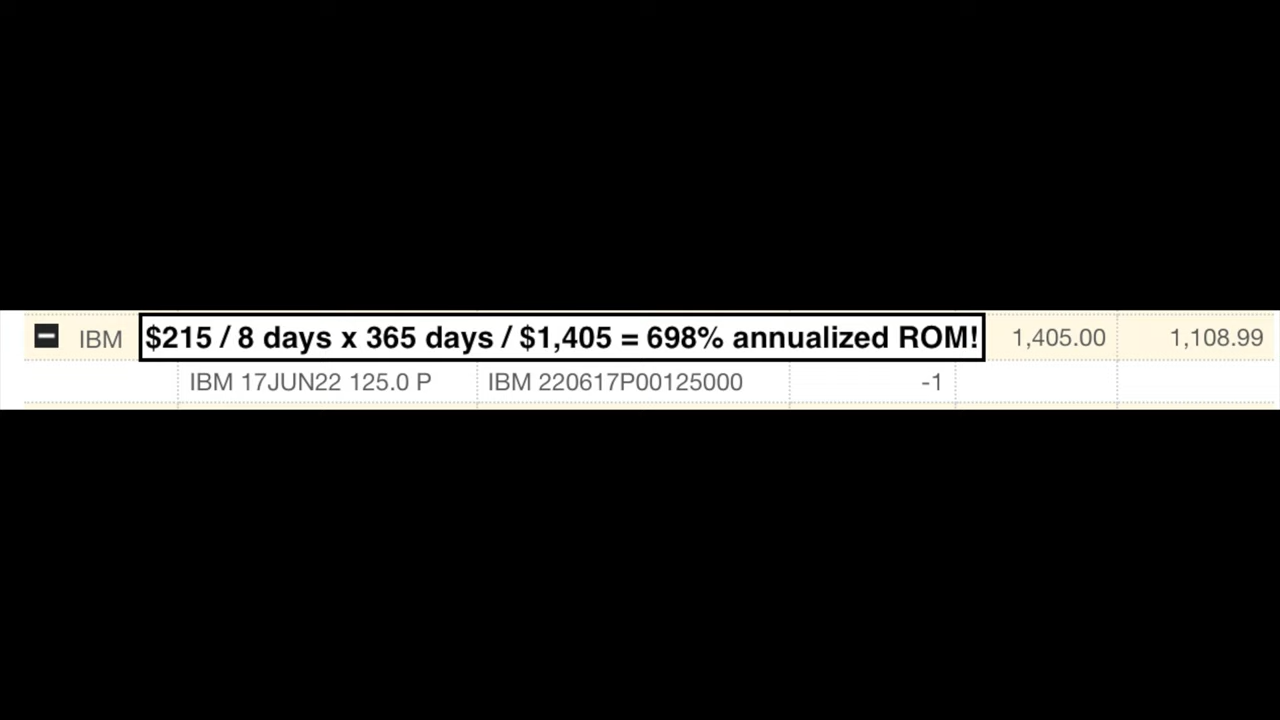 IBM $215 / 8 days x 365 days / $1,405 = 698% annualized ROM! 1,405.00 1,108.99
IBM 17JUN22 125.0 P IBM 220617P00125000 -1